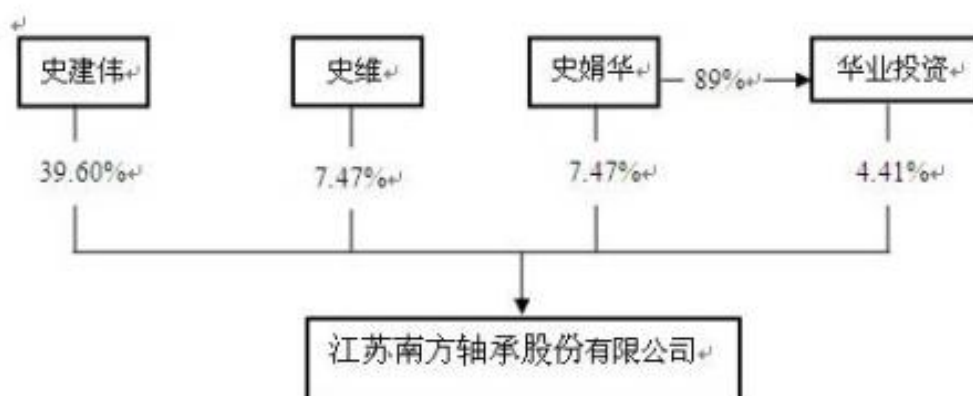 史建伟
史维
史娟华
89%
华业投资
39.60%
7.47%
7.47%
4.41%
江苏南方轴承股份有限公司